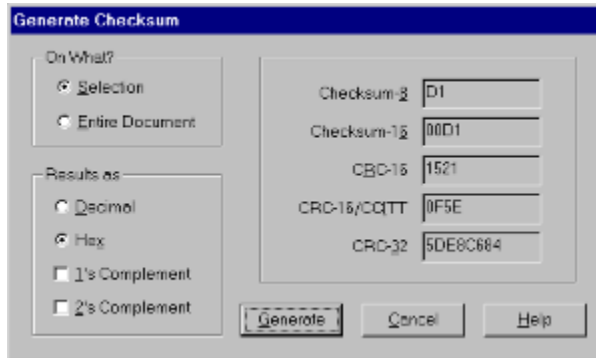 Generate Checksum
On What?
Selection
Entire Document
Results as
Decimal
Hex
1's Complement
2's Complement
Checksum-8 D1
Checksum-16 00D1
CRC-16 1521
CRC-16/CCITT 0F5E
CRC-32 5DE8C684
Generate Cancel Help